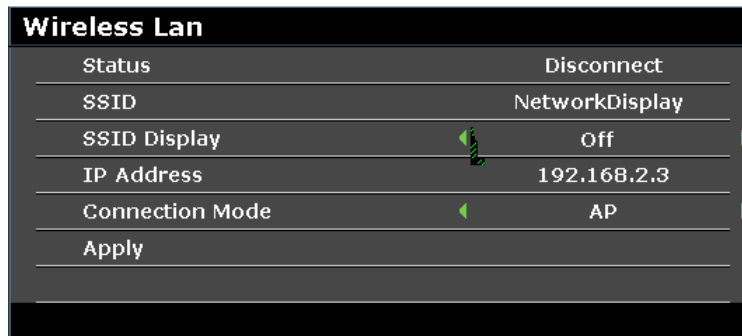 Wireless Lan
Status Disconnect
SSID NetworkDisplay
SSID Display Off
IP Address 192.168.2.3
Connection Mode AP
Apply